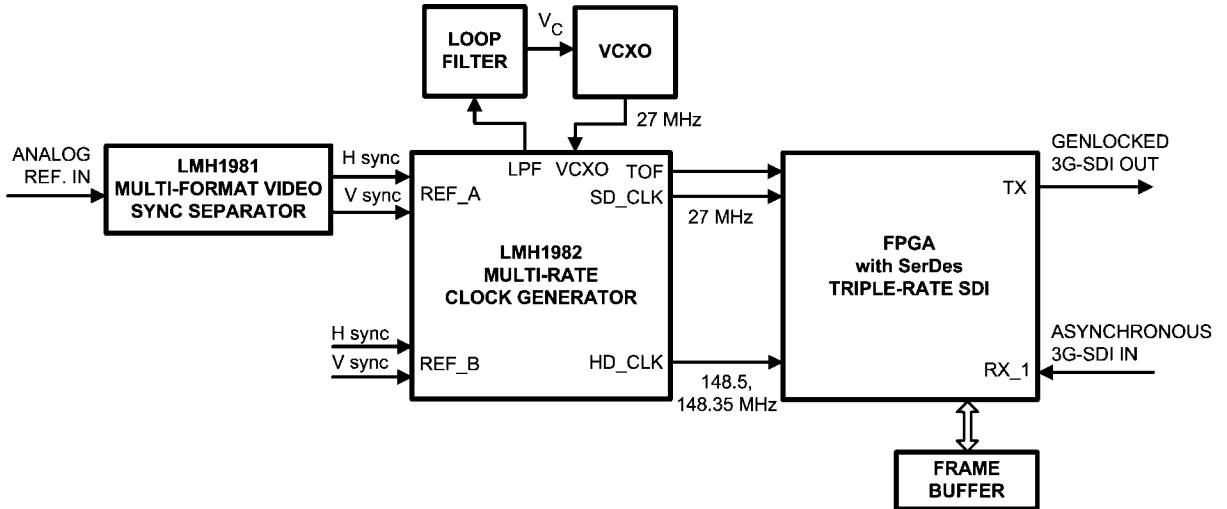 LOOP
FILTER
V_C
VCXO
27 MHz
ANALOG
REF. IN
LMH1981
MULTI-FORMAT VIDEO
SYNC SEPARATOR
H sync
V sync
LPF
VCXO
TOF
REF_A
SD_CLK
27 MHz
LMH1982
MULTI-RATE
CLOCK GENERATOR
H sync
V sync
REF_B
HD_CLK
148.5,
148.35 MHz
TX
FPGA
with SerDes
TRIPLE-RATE SDI
RX_1
GENLOCKED
3G-SDI OUT
ASYNCHRONOUS
3G-SDI IN
FRAME
BUFFER